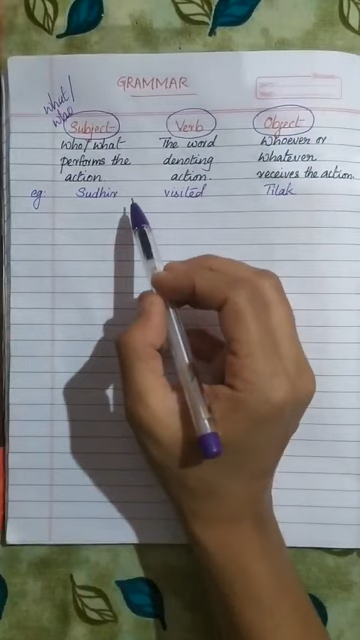 GRAMMAR
what/
who
Subject Verb Object
who/what The word Whoever or
performs the denoting whatever
action. action. receives the action.
eg: Sudhir visited Tilak